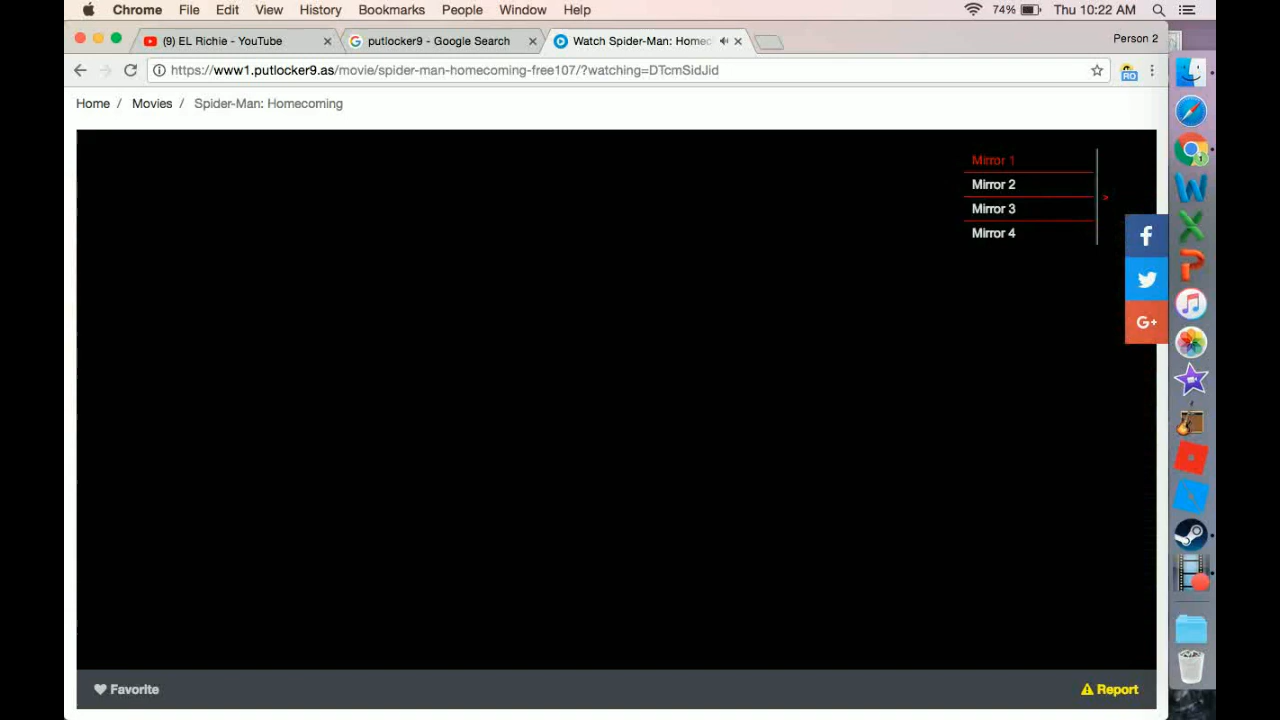 Chrome File Edit View History Bookmarks People Window Help 74% Thu 10:22 AM
(9) EL Richie - YouTube putlocker9 - Google Search Watch Spider-Man: Homec Person 2
https://www1.putlocker9.as/movie/spider-man-homecoming-free107/?watching=DTcmSidJid RO
Home / Movies / Spider-Man: Homecoming
Mirror 1
Mirror 2
>
Mirror 3
Mirror 4
G+
Favorite Report